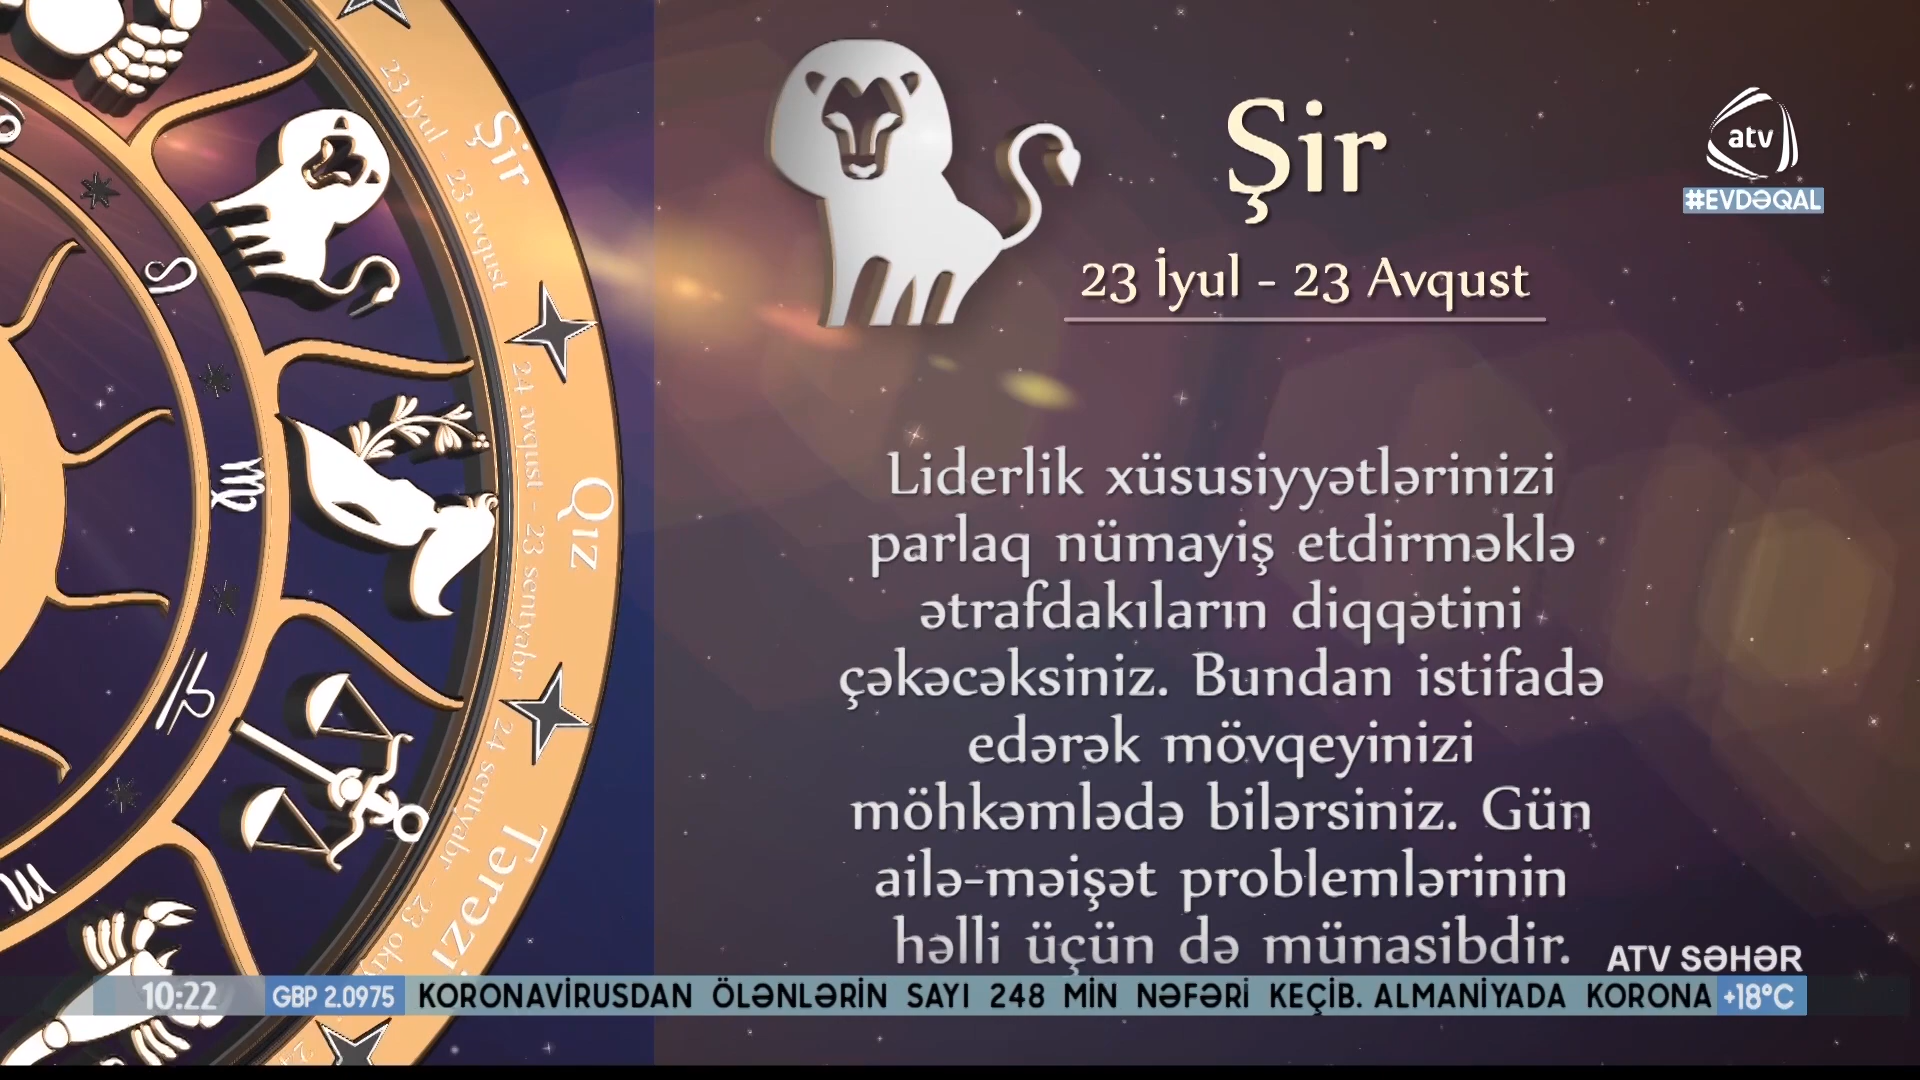 Şir
23 İyul - 23 Avqust
atv
#EVDƏQAL
Liderlik xüsusiyyətlərinizi
parlaq nümayiş etdirməklə
ətrafdakıların diqqətini
çəkəcəksiniz. Bundan istifadə
edərək mövqeyinizi
möhkəmlədə bilərsiniz. Gün
ailə-məişət problemlərinin
həlli üçün də münasibdir.
Şir
23 iyul - 23 avqust
Qız
24 avqust - 23 sentyabr
Tərəzi
24 sentyabr - 23
ATV SƏHƏR
10:22 GBP 2.0975 KORONAVİRUSDAN ÖLƏNLƏRİN SAYI 248 MİN NƏFƏRİ KEÇİB. ALMANİYADA KORONA +18°C